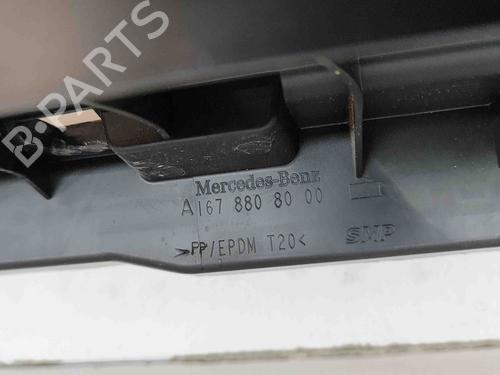 B-PARTS
Mercedes-Benz
A167 880 80 00
>PP/EPDM T20<
SMP